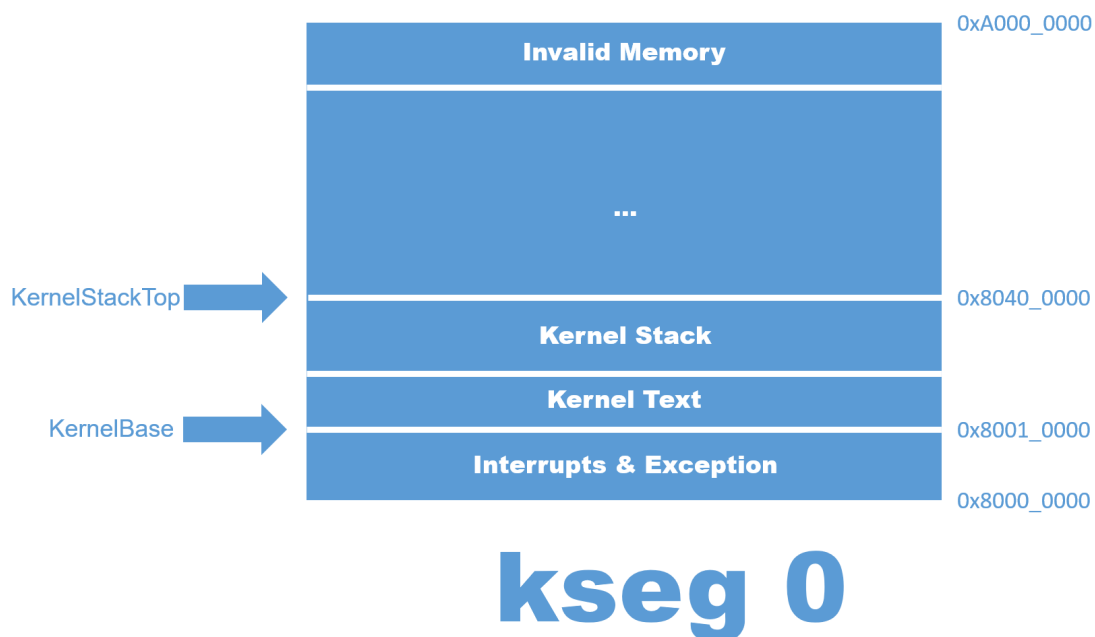 0xA000_0000
Invalid Memory
...
KernelStackTop
0x8040_0000
Kernel Stack
Kernel Text
KernelBase
0x8001_0000
Interrupts & Exception
0x8000_0000
kseg 0